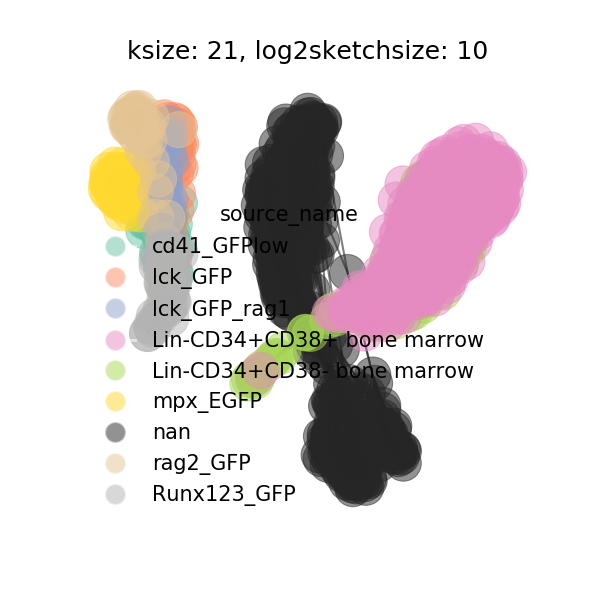 ksize: 21, log2sketchsize: 10
source_name
cd41_GFPlow
lck_GFP
lck_GFP_rag1
Lin-CD34+CD38+ bone marrow
Lin-CD34+CD38- bone marrow
mpx_EGFP
nan
rag2_GFP
Runx123_GFP